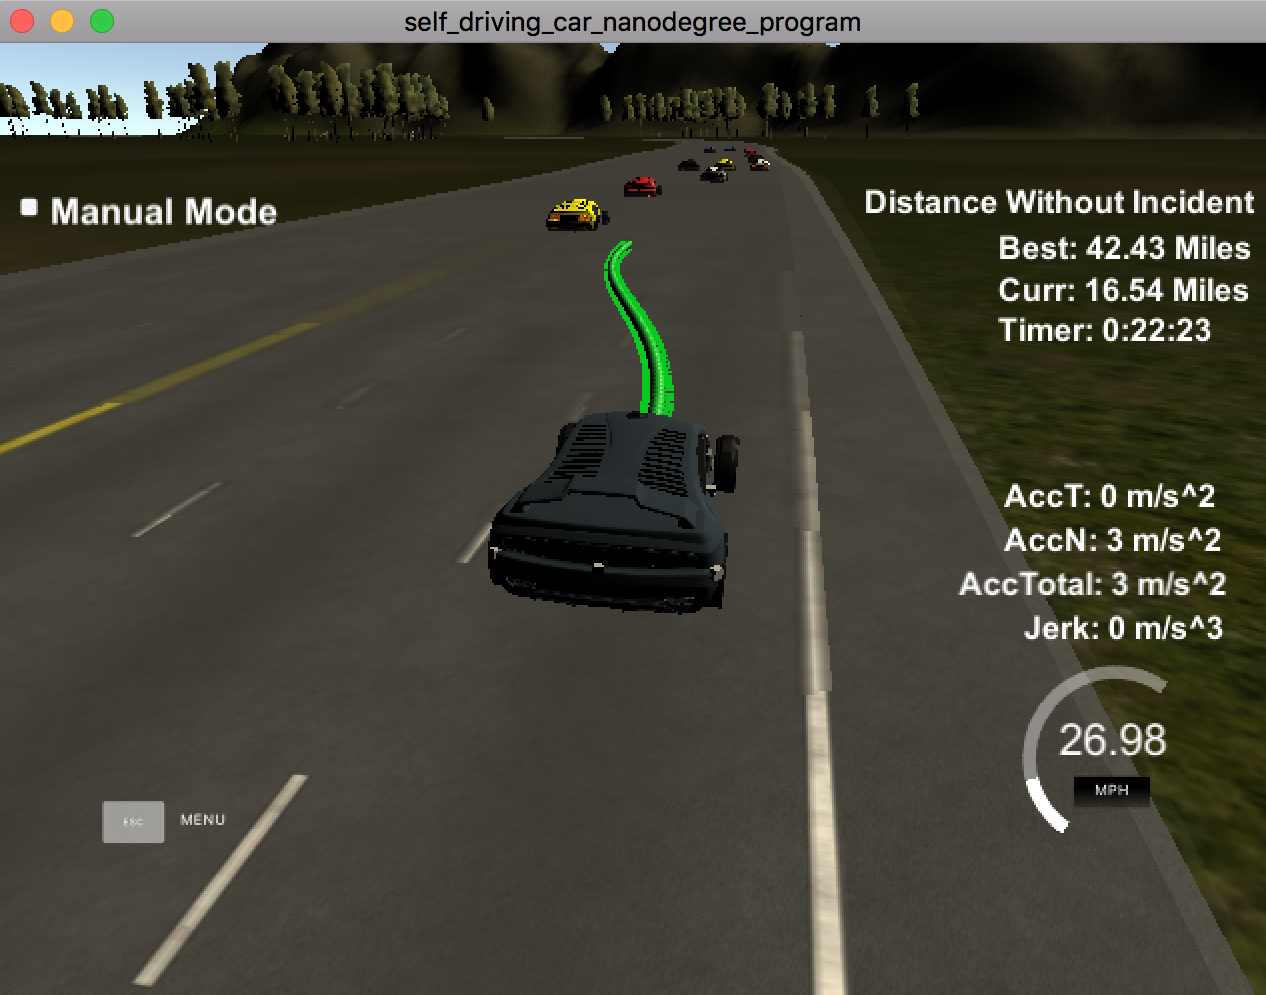 self_driving_car_nanodegree_program
Manual Mode
Distance Without Incident
Best: 42.43 Miles
Curr: 16.54 Miles
Timer: 0:22:23
AccT: 0 m/s^2
AccN: 3 m/s^2
AccTotal: 3 m/s^2
Jerk: 0 m/s^3
26.98
MPH
ESC MENU